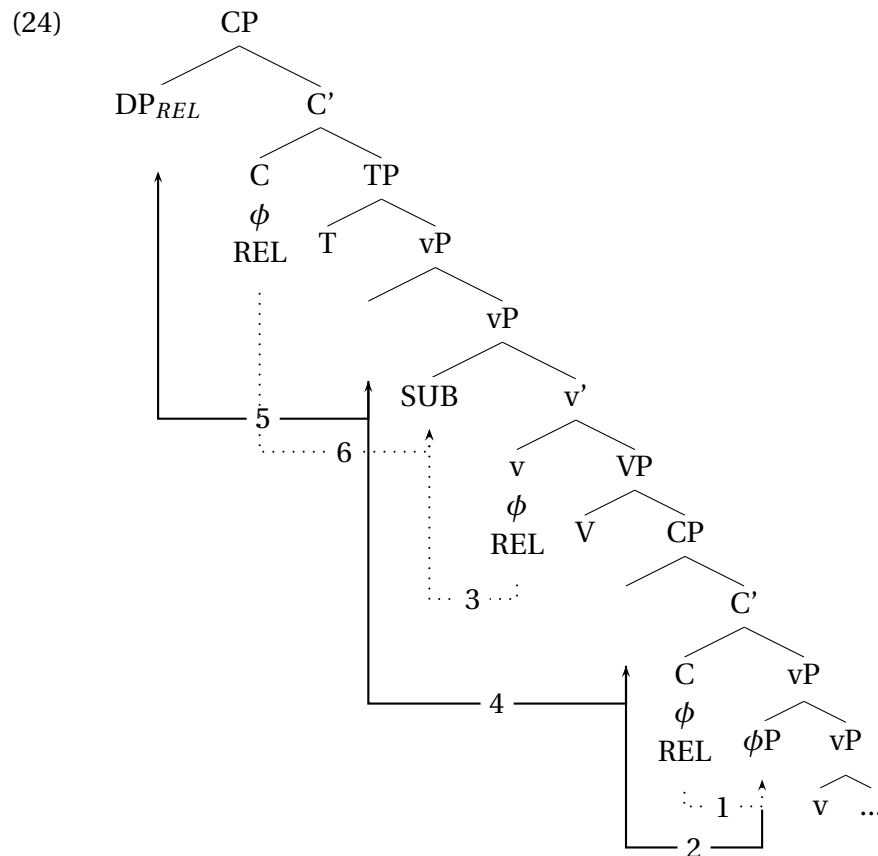 (24) CP
DP_REL C'
C TP
ϕ
REL T vP
vP
SUB v'
5
6 v VP
ϕ
REL V CP
3 C'
C vP
4
ϕ
REL ϕP vP
1 v ...
2